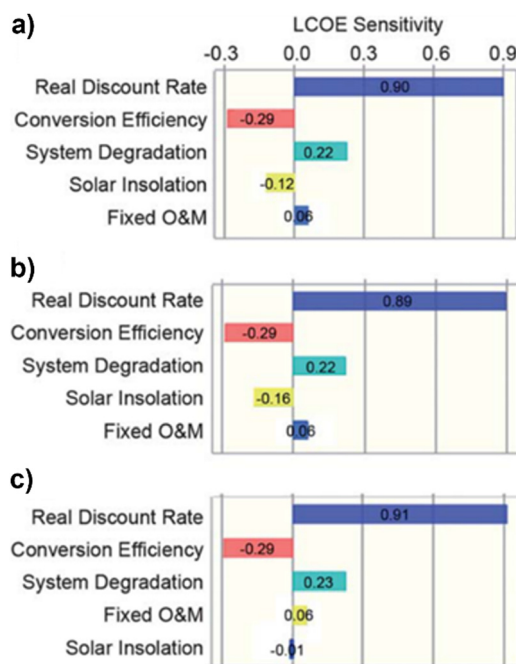 a)
LCOE Sensitivity
-0.3 0.0 0.3 0.6 0.9
Real Discount Rate 0.90
Conversion Efficiency -0.29
System Degradation 0.22
Solar Insolation -0.12
Fixed O&M 0.06
b)
Real Discount Rate 0.89
Conversion Efficiency -0.29
System Degradation 0.22
Solar Insolation -0.16
Fixed O&M 0.06
c)
Real Discount Rate 0.91
Conversion Efficiency -0.29
System Degradation 0.23
Fixed O&M 0.06
Solar Insolation -0.01